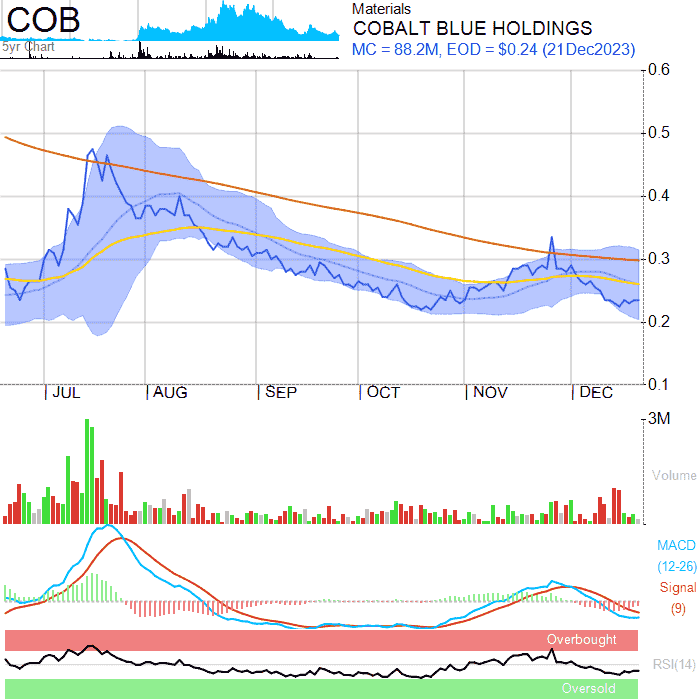 COB
5yr Chart
Materials
COBALT BLUE HOLDINGS
MC = 88.2M, EOD = $0.24 (21Dec2023)
0.6
0.5
0.4
0.3
0.2
0.1
JUL AUG SEP OCT NOV DEC
3M
Volume
MACD
(12-26)
Signal
(9)
Overbought
RSI(14)
Oversold